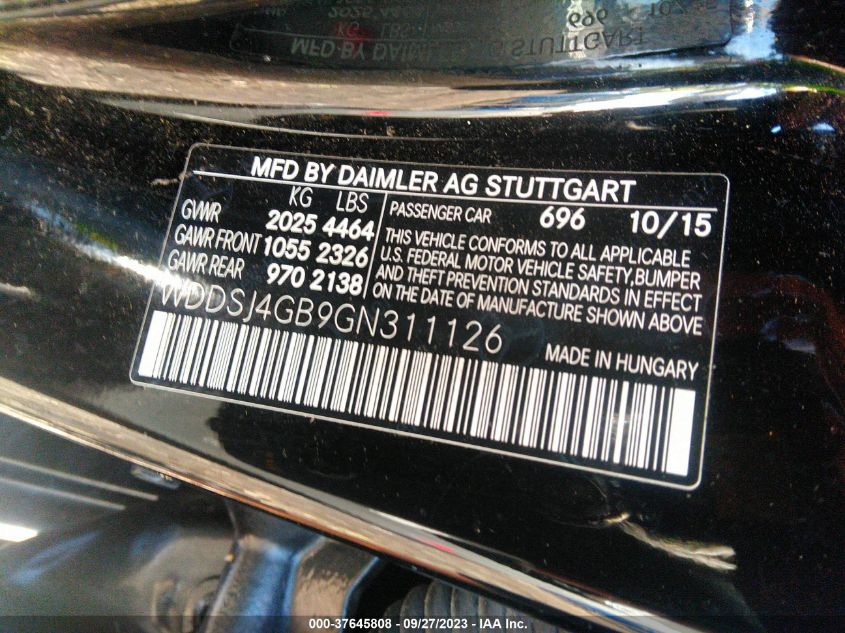 MFD BY DAIMLER AG STUTTGART
KG LBS
GVWR 2025 4464
GAWR FRONT 1055 2326
GAWR REAR 970 2138
PASSENGER CAR 696 10/15
THIS VEHICLE CONFORMS TO ALL APPLICABLE
U.S. FEDERAL MOTOR VEHICLE SAFETY,BUMPER
AND THEFT PREVENTION STANDARDS IN EFFECT
ON THE DATE OF MANUFACTURE SHOWN ABOVE
WDDSJ4GB9GN311126
MADE IN HUNGARY
000-37645808 - 09/27/2023 - IAA Inc.